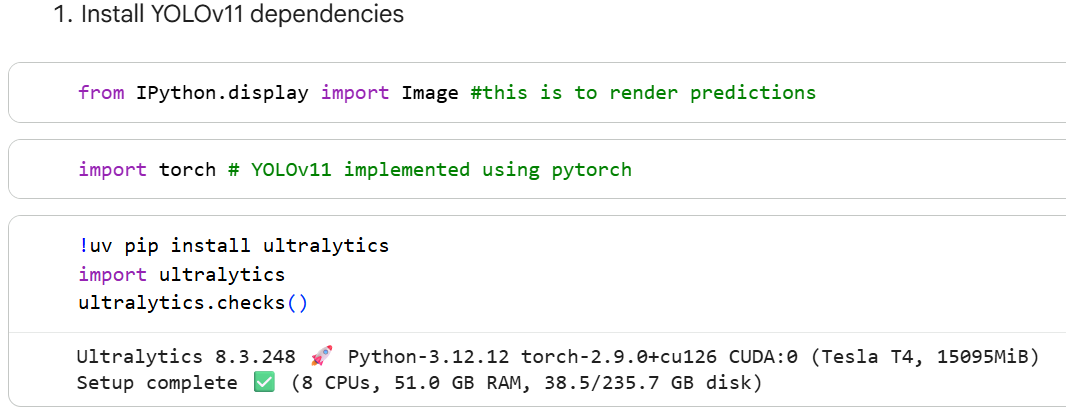 1. Install YOLOv11 dependencies
from IPython.display import Image #this is to render predictions
import torch # YOLOv11 implemented using pytorch
!uv pip install ultralytics
import ultralytics
ultralytics.checks()
Ultralytics 8.3.248 🚀 Python-3.12.12 torch-2.9.0+cu126 CUDA:0 (Tesla T4, 15095MiB)
Setup complete ✅ (8 CPUs, 51.0 GB RAM, 38.5/235.7 GB disk)